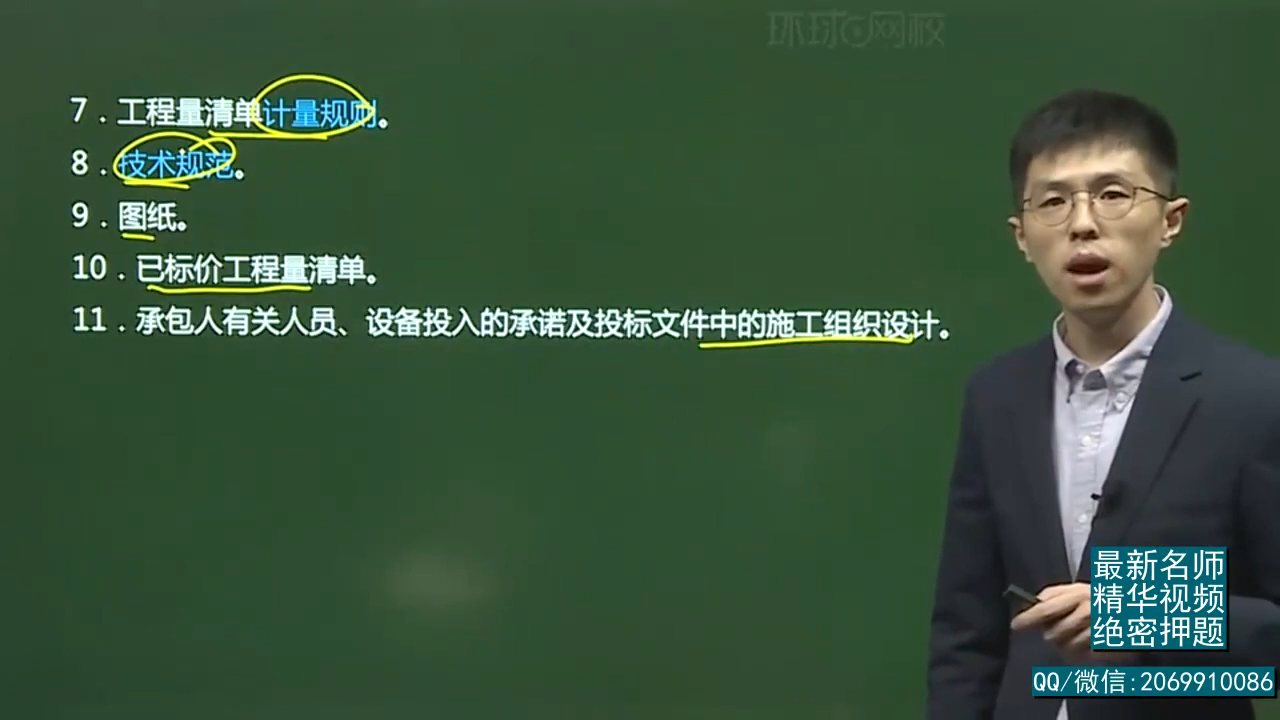 环球网校
7．工程量清单计量规则。
8．技术规范。
9．图纸。
10．已标价工程量清单。
11．承包人有关人员、设备投入的承诺及投标文件中的施工组织设计。
最新名师
精华视频
绝密押题
QQ/微信:2069910086